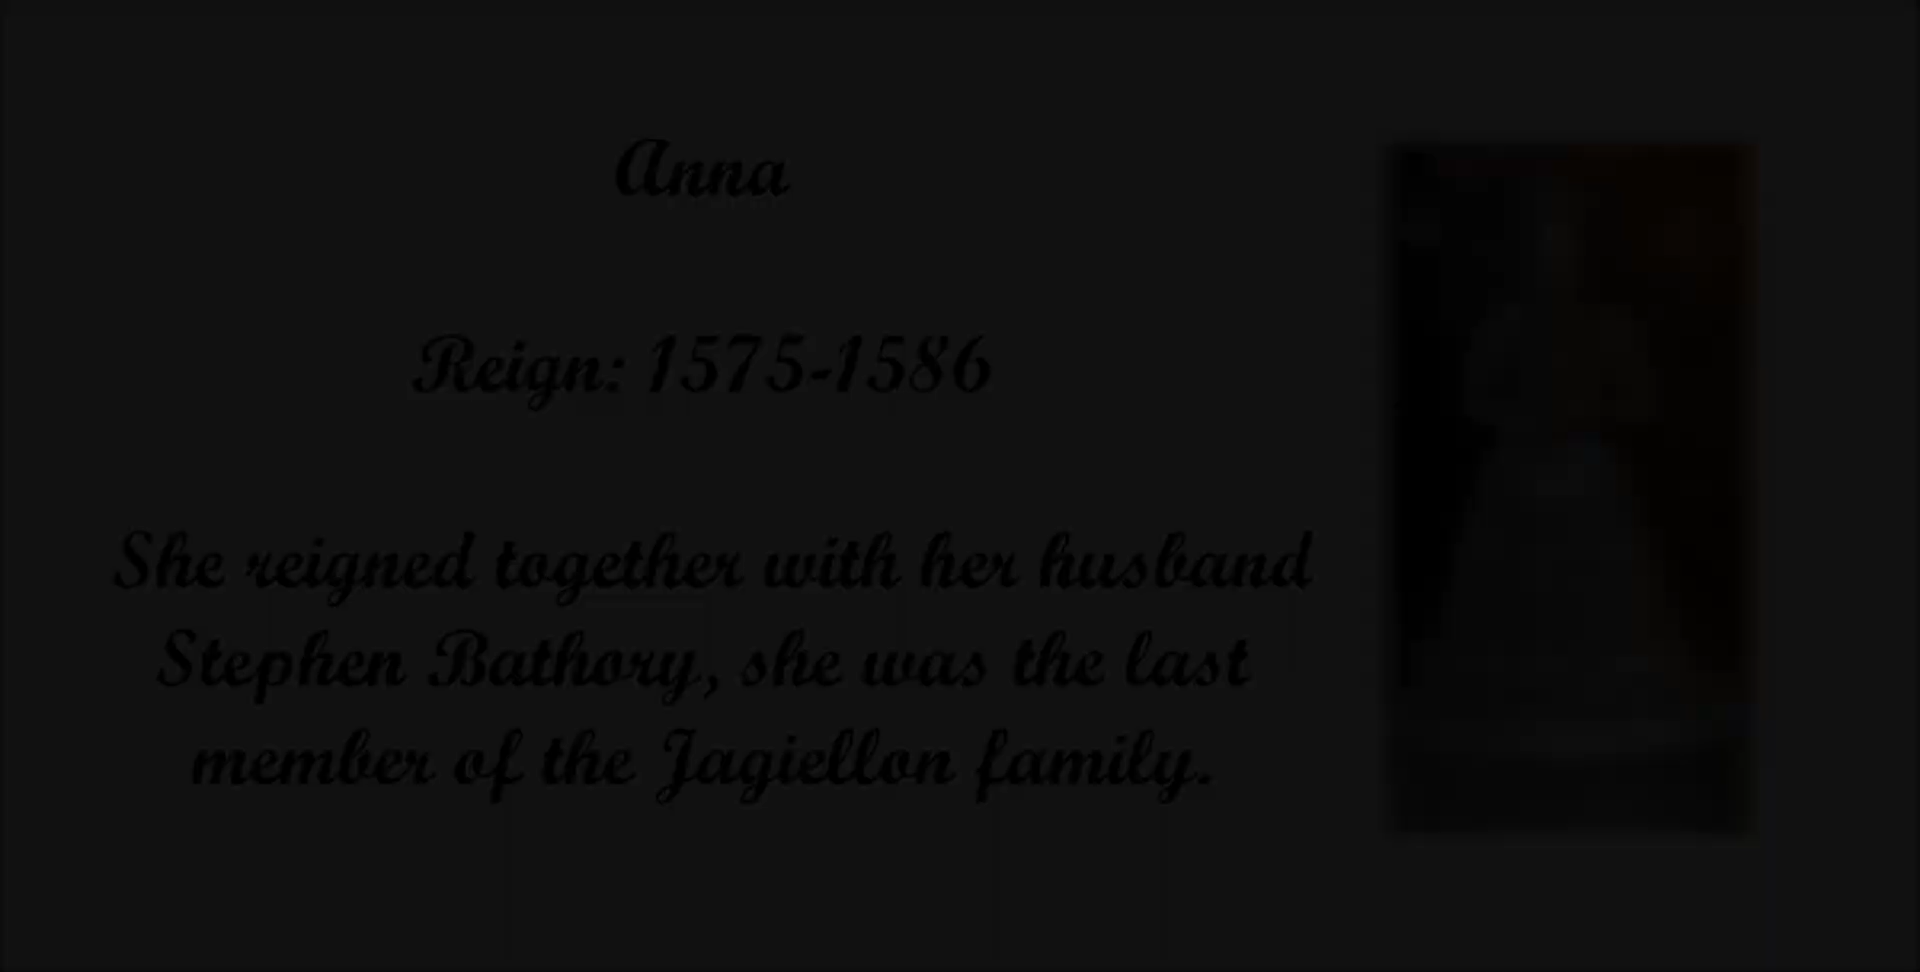 Anna
Reign: 1575-1586
She reigned together with her husband
Stephen Bathory, she was the last
member of the Jagiellon family.